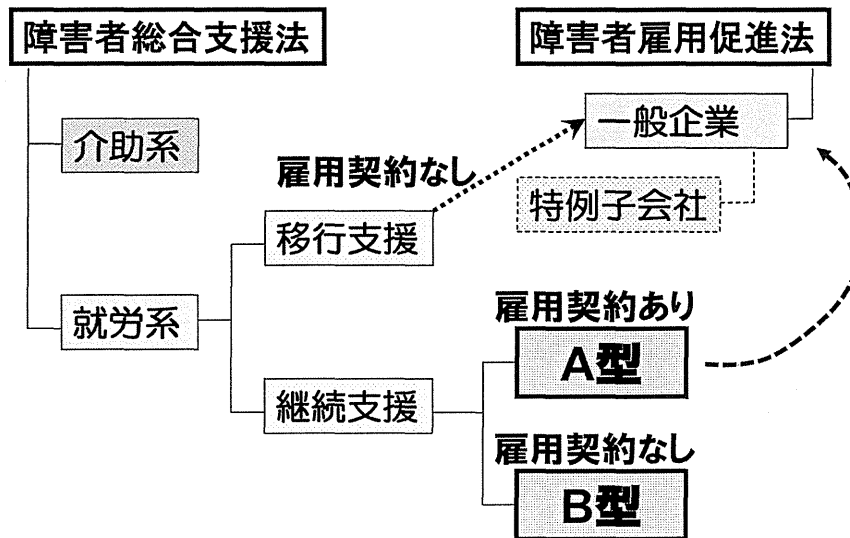 障害者総合支援法
障害者雇用促進法
介助系
一般企業
雇用契約なし
特例子会社
移行支援
就労系
雇用契約あり
A型
継続支援
雇用契約なし
B型